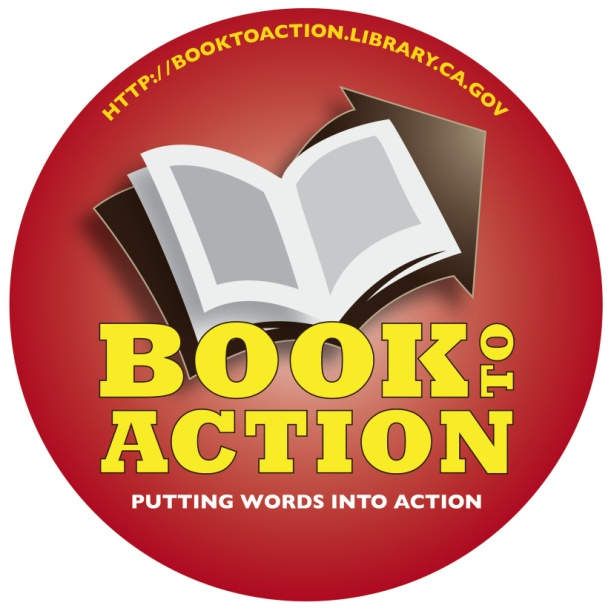 HTTP://BOOKTOACTION.LIBRARY.CA.GOV
BOOK TO
ACTION
PUTTING WORDS INTO ACTION